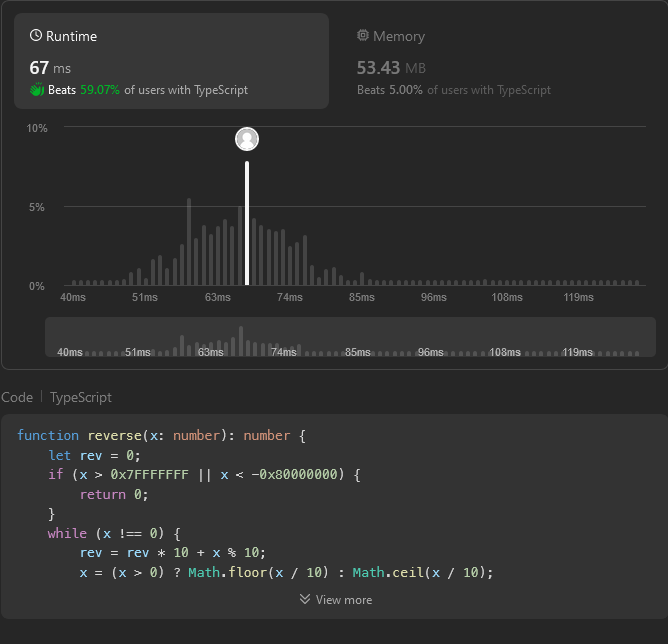 Runtime
Memory
67 ms
53.43 MB
Beats 59.07% of users with TypeScript
Beats 5.00% of users with TypeScript
10%
5%
0%
40ms 51ms 63ms 74ms 85ms 96ms 108ms 119ms
40ms 51ms 63ms 74ms 85ms 96ms 108ms 119ms
Code | TypeScript
function reverse(x: number): number {
    let rev = 0;
    if (x > 0x7FFFFFFF || x < -0x80000000) {
        return 0;
    }
    while (x !== 0) {
        rev = rev * 10 + x % 10;
        x = (x > 0) ? Math.floor(x / 10) : Math.ceil(x / 10);
View more